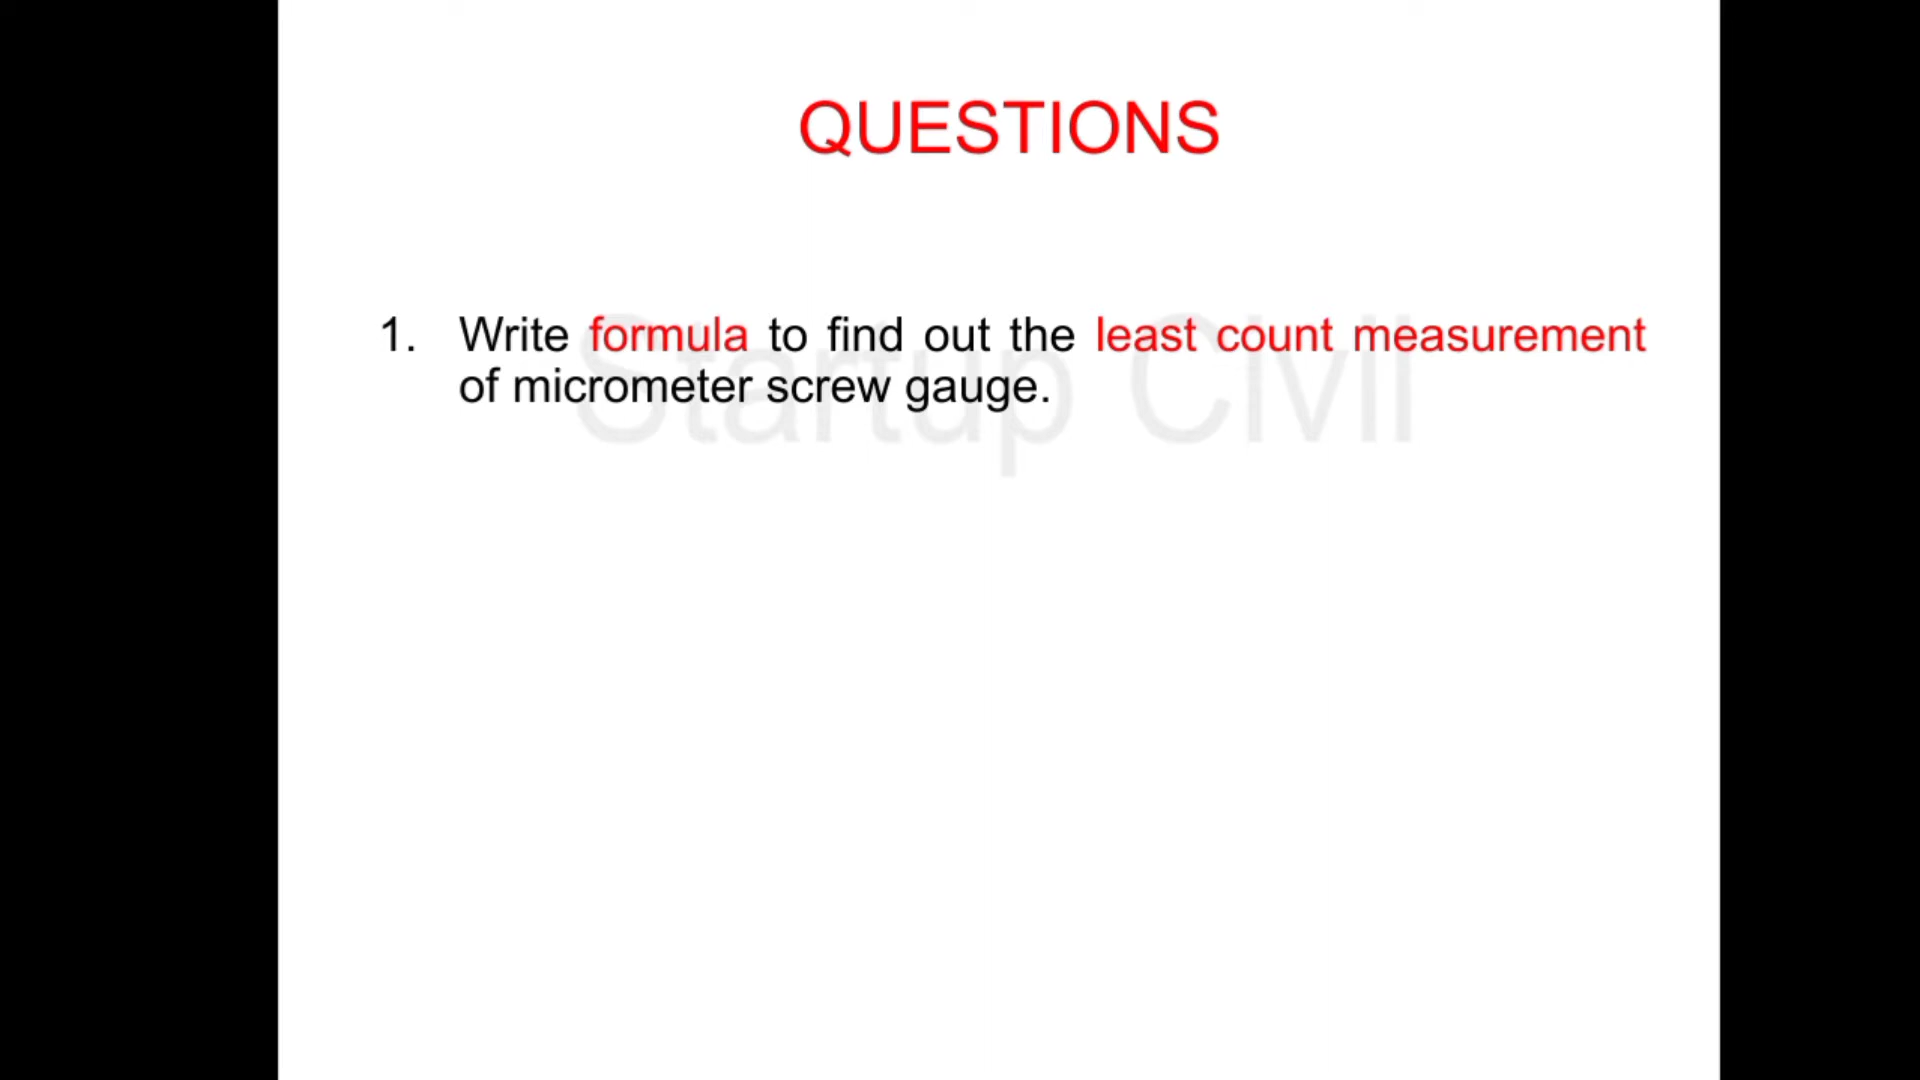 QUESTIONS
1. Write formula to find out the least count measurement
of micrometer screw gauge.
Startup Civil